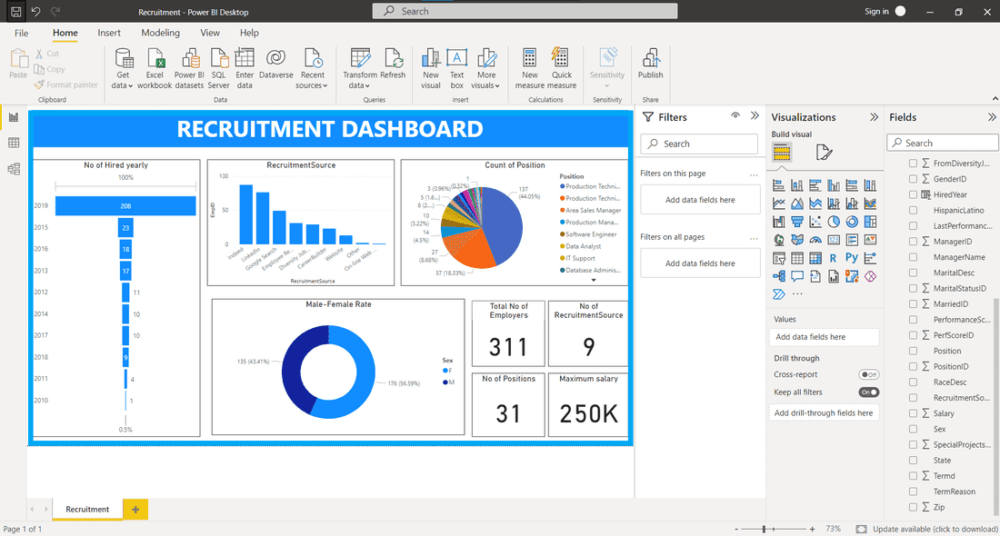 Recruitment - Power BI Desktop
Search
Sign in
File
Home
Insert
Modeling
View
Help
Paste
Cut
Copy
Format painter
Clipboard
Get data
Excel workbook
Power BI datasets
SQL Server
Enter data
Dataverse
Recent sources
Data
Transform data
Refresh
Queries
New visual
Text box
More visuals
Insert
New measure
Quick measure
Calculations
Sensitivity
Sensitivity
Publish
Share
RECRUITMENT DASHBOARD
No of Hired yearly
100%
2019
208
2015
23
2016
18
2013
17
2012
11
2014
10
2017
10
2018
9
2011
4
2010
1
0.5%
RecruitmentSource
EmpID
100
50
0
Indeed
LinkedIn
Google Search
Employee Re...
Diversity Job...
CareerBuilder
Website
Other
On-line Web...
RecruitmentSource
Count of Position
1
(0.32%)
3 (0.96%)
5 (1.6...
8 (2...
10
(3.22%)
14
(4.5%)
27
(8.68%)
57 (18.33%)
137
(44.05%)
Position
Production Techni...
Production Techni...
Area Sales Manager
Production Mana...
Software Engineer
Data Analyst
IT Support
Database Adminis...
Male-Female Rate
135 (43.41%)
176 (56.59%)
Sex
F
M
Total No of
Employers
311
No of
RecruitmentSource
9
No of Positions
31
Maximum salary
250K
Filters
Search
Filters on this page
...
Add data fields here
Filters on all pages
...
Add data fields here
Visualizations
Build visual
R
Py
...
Values
Add data fields here
Drill through
Cross-report
Off
Keep all filters
On
Add drill-through fields here
Fields
Search
FromDiversityJ...
GenderID
HiredYear
HispanicLatino
LastPerformanc...
ManagerID
ManagerName
MaritalDesc
MaritalStatusID
MarriedID
PerformanceSc...
PerfScoreID
Position
PositionID
RaceDesc
RecruitmentSo...
Salary
Sex
SpecialProjects...
State
Termd
TermReason
Zip
Recruitment
+
Page 1 of 1
-
+
73%
Update available (click to download)